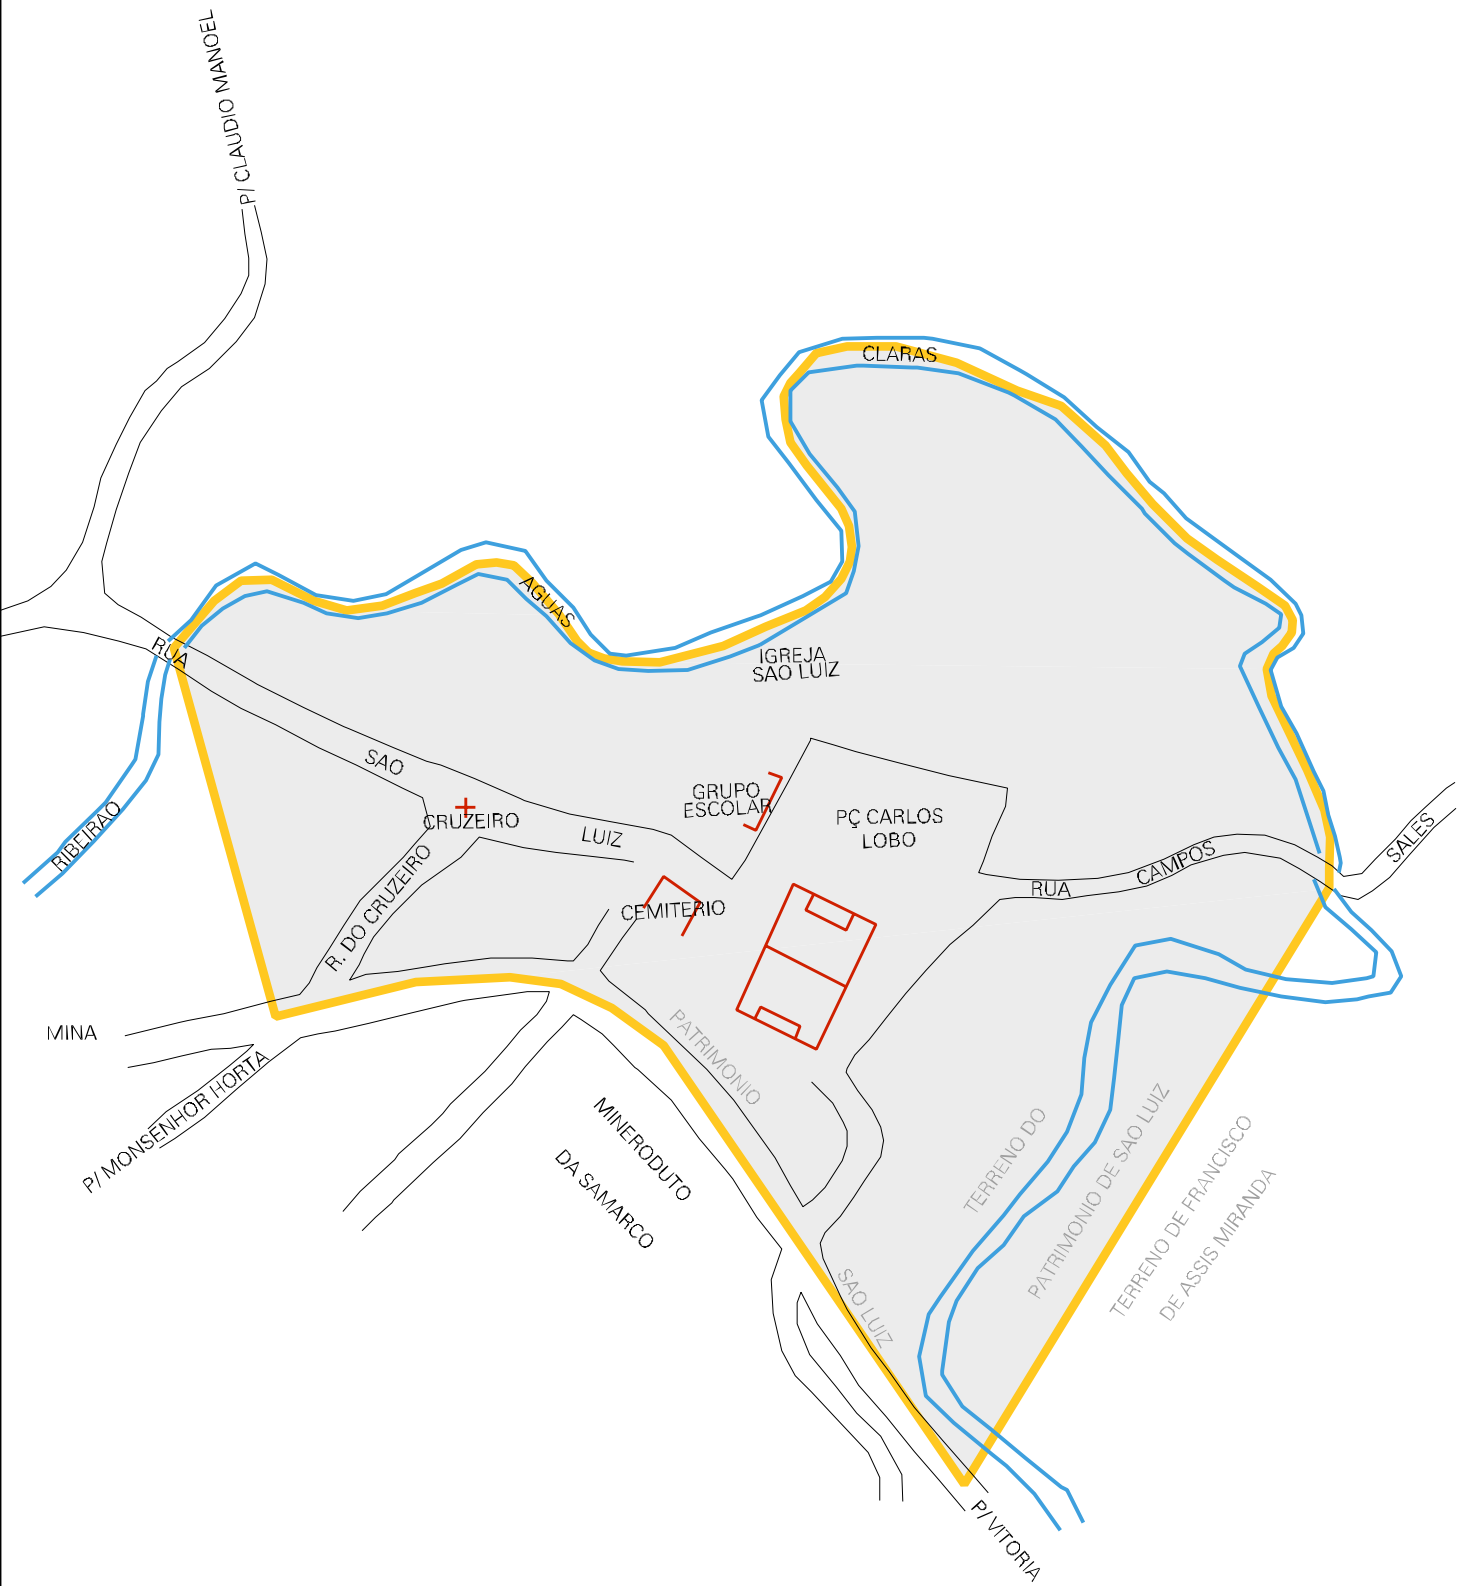 P/ CLAUDIO MANOEL
CLARAS
AGUAS
RUA
IGREJA
SAO LUIZ
SAO
GRUPO
ESCOLAR
PÇ CARLOS
LOBO
CRUZEIRO
LUIZ
RIBEIRAO
SALES
CAMPOS
RUA
R. DO CRUZEIRO
CEMITERIO
MINA
PATRIMONIO
P/ MONSENHOR HORTA
MINERODUTO
DA SAMARCO
TERRENO DO
PATRIMONIO DE SAO LUIZ
TERRENO DE FRANCISCO
DE ASSIS MIRANDA
SAO LUIZ
P/ VITORIA